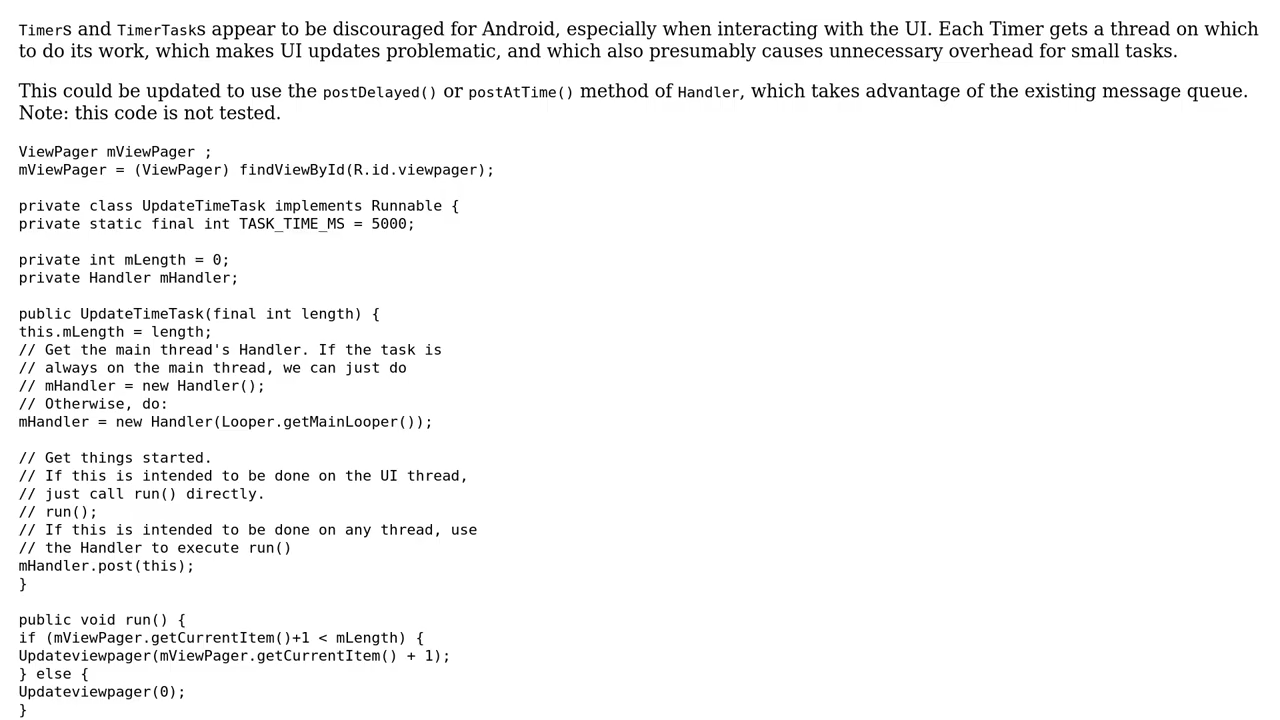 Timers and TimerTasks appear to be discouraged for Android, especially when interacting with the UI. Each Timer gets a thread on which
to do its work, which makes UI updates problematic, and which also presumably causes unnecessary overhead for small tasks.
This could be updated to use the postDelayed() or postAtTime() method of Handler, which takes advantage of the existing message queue.
Note: this code is not tested.
ViewPager mViewPager ;
mViewPager = (ViewPager) findViewById(R.id.viewpager);
private class UpdateTimeTask implements Runnable {
private static final int TASK_TIME_MS = 5000;
private int mLength = 0;
private Handler mHandler;
public UpdateTimeTask(final int length) {
this.mLength = length;
// Get the main thread's Handler. If the task is
// always on the main thread, we can just do
// mHandler = new Handler();
// Otherwise, do:
mHandler = new Handler(Looper.getMainLooper());
// Get things started.
// If this is intended to be done on the UI thread,
// just call run() directly.
// run();
// If this is intended to be done on any thread, use
// the Handler to execute run()
mHandler.post(this);
}
public void run() {
if (mViewPager.getCurrentItem()+1 < mLength) {
Updateviewpager(mViewPager.getCurrentItem() + 1);
} else {
Updateviewpager(0);
}